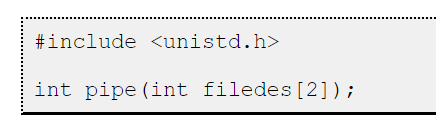 #include <unistd.h>
int pipe(int filedes[2]);